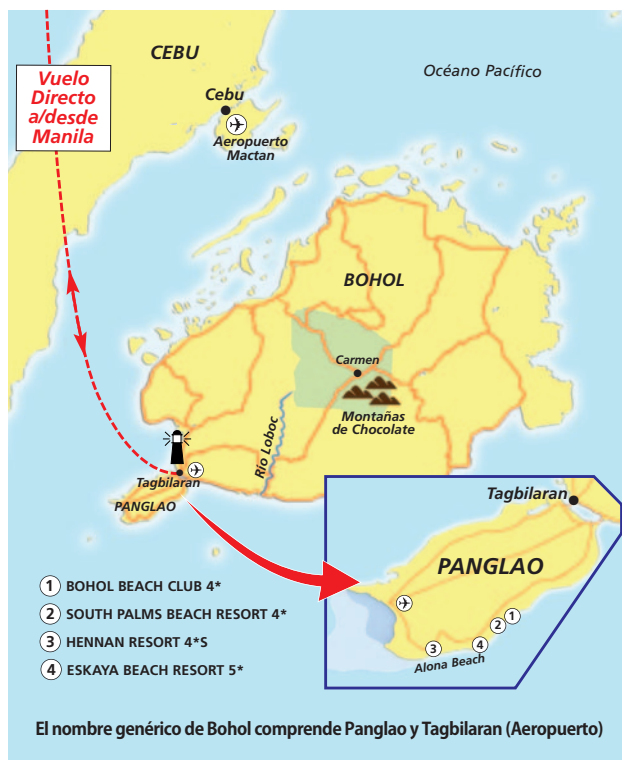 CEBU
Océano Pacífico
Vuelo
Directo
a/desde
Manila
Cebu
Aeropuerto
Mactan
BOHOL
Carmen
Montañas
de Chocolate
Río Loboc
Tagbilaran
PANGLAO
Tagbilaran
PANGLAO
1
2
3
4
Alona Beach
1 BOHOL BEACH CLUB 4*
2 SOUTH PALMS BEACH RESORT 4*
3 HENNAN RESORT 4*S
4 ESKAYA BEACH RESORT 5*
El nombre genérico de Bohol comprende Panglao y Tagbilaran (Aeropuerto)